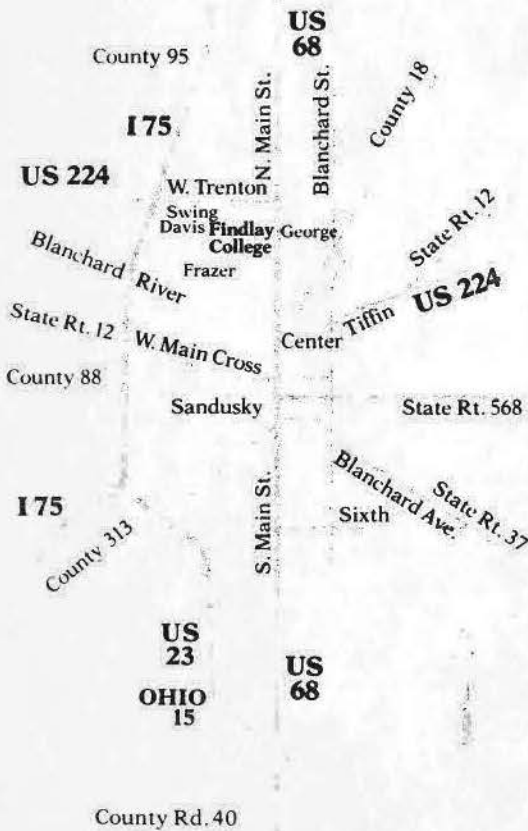 US
68
County 95
N. Main St.
Blanchard St.
County 18
I 75
US 224
W. Trenton
Swing
Davis
Findlay
College
George
State Rt. 12
Blanchard River
Frazer
US 224
Tiffin
Center
State Rt. 12
W. Main Cross
County 88
Sandusky
State Rt. 568
Blanchard Ave.
State Rt. 37
I 75
S. Main St.
Sixth
County 313
US
23
US
68
OHIO
15
County Rd. 40